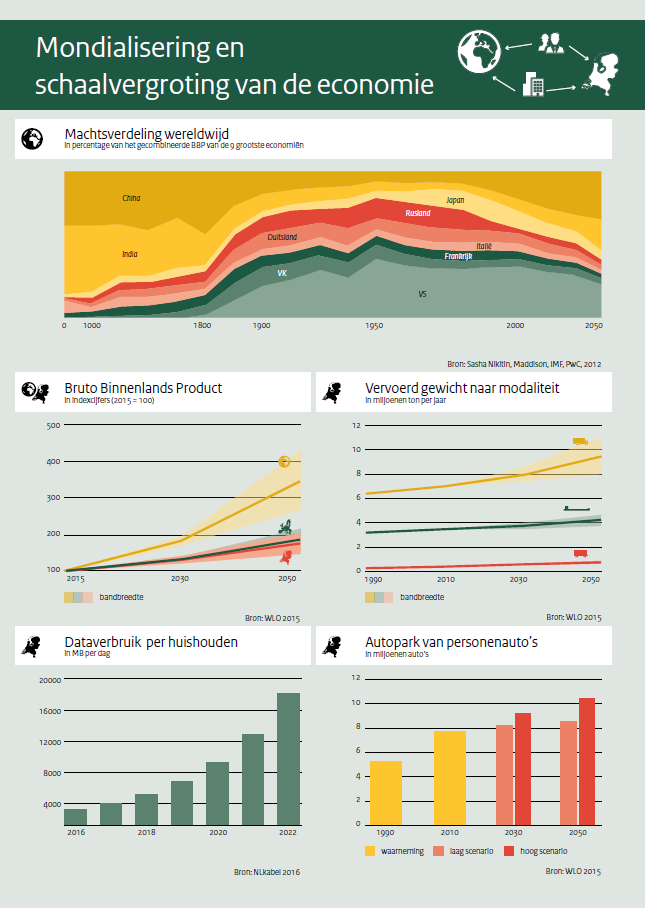 Mondialisering en
schaalvergroting van de economie
Machtsverdeling wereldwijd
In percentage van het gecombineerde BBP van de 9 grootste economiën
China
India
Japan
Rusland
Duitsland
Italië
Frankrijk
VK
VS
0 1000 1800 1900 1950 2000 2050
Bron: Sasha Nikitin, Maddison, IMF, PwC, 2012
Bruto Binnenlands Product
In indexcijfers (2015 = 100)
500
400
300
200
100
2015 2030 2050
bandbreedte
Bron: WLO 2015
Vervoerd gewicht naar modaliteit
In miljoenen ton per jaar
12
10
8
6
4
2
0
1990 2010 2030 2050
bandbreedte
Bron: WLO 2015
Dataverbruik per huishouden
In MB per dag
20000
16000
12000
8000
4000
2016 2018 2020 2022
Bron: NLkabel 2016
Autopark van personenauto's
In miljoenen auto's
12
10
8
6
4
2
0
1990 2010 2030 2050
waarneming laag scenario hoog scenario
Bron: WLO 2015